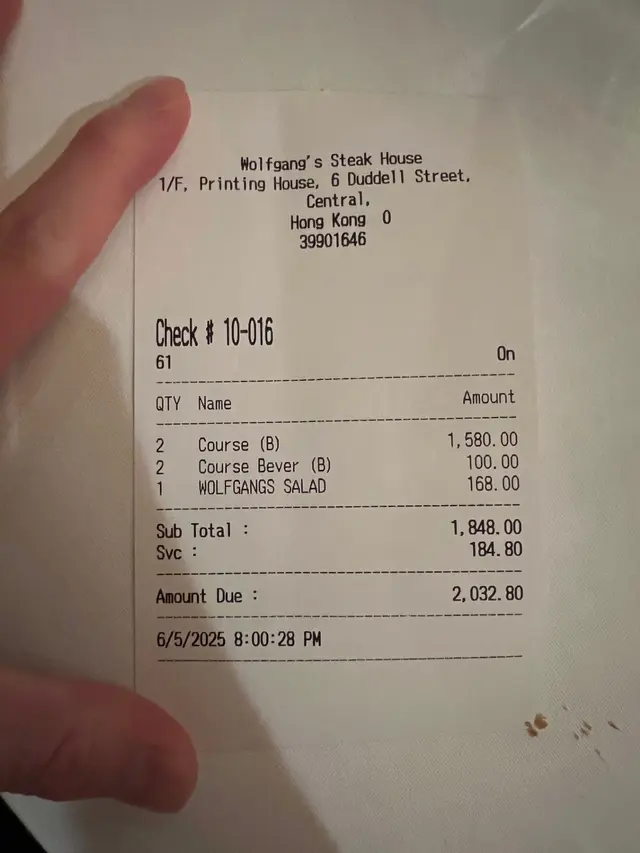 Wolfgang's Steak House
1/F, Printing House, 6 Duddell Street,
Central,
Hong Kong 0
39901646
Check # 10-016
61 On
QTY Name Amount
2 Course (B) 1,580.00
2 Course Bever (B) 100.00
1 WOLFGANGS SALAD 168.00
Sub Total : 1,848.00
Svc : 184.80
Amount Due : 2,032.80
6/5/2025 8:00:28 PM